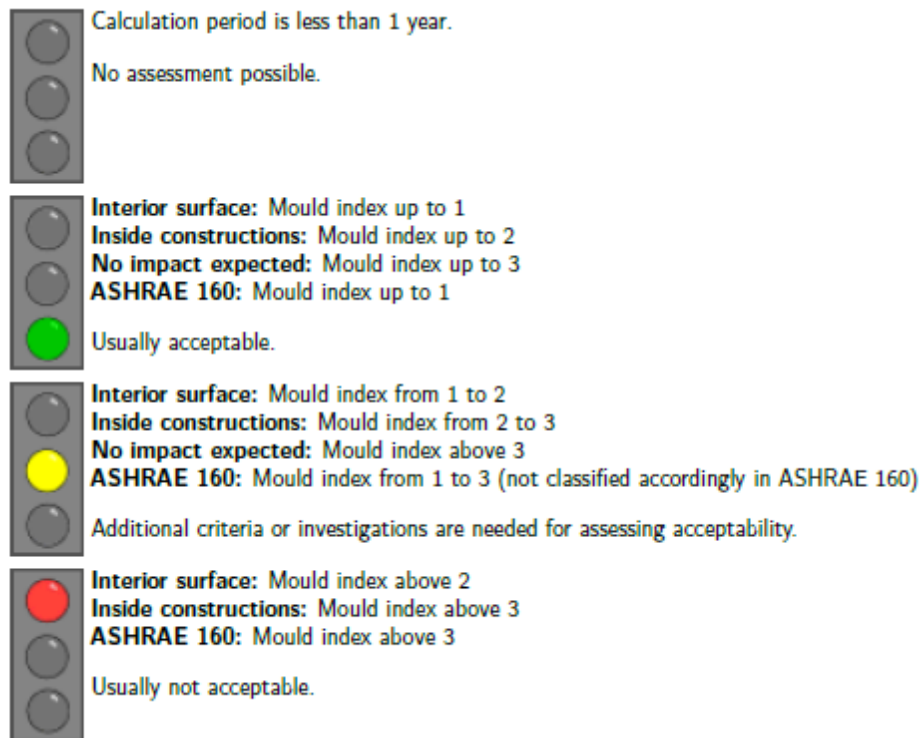 Calculation period is less than 1 year.
No assessment possible.
Interior surface: Mould index up to 1
Inside constructions: Mould index up to 2
No impact expected: Mould index up to 3
ASHRAE 160: Mould index up to 1
Usually acceptable.
Interior surface: Mould index from 1 to 2
Inside constructions: Mould index from 2 to 3
No impact expected: Mould index above 3
ASHRAE 160: Mould index from 1 to 3 (not classified accordingly in ASHRAE 160)
Additional criteria or investigations are needed for assessing acceptability.
Interior surface: Mould index above 2
Inside constructions: Mould index above 3
ASHRAE 160: Mould index above 3
Usually not acceptable.